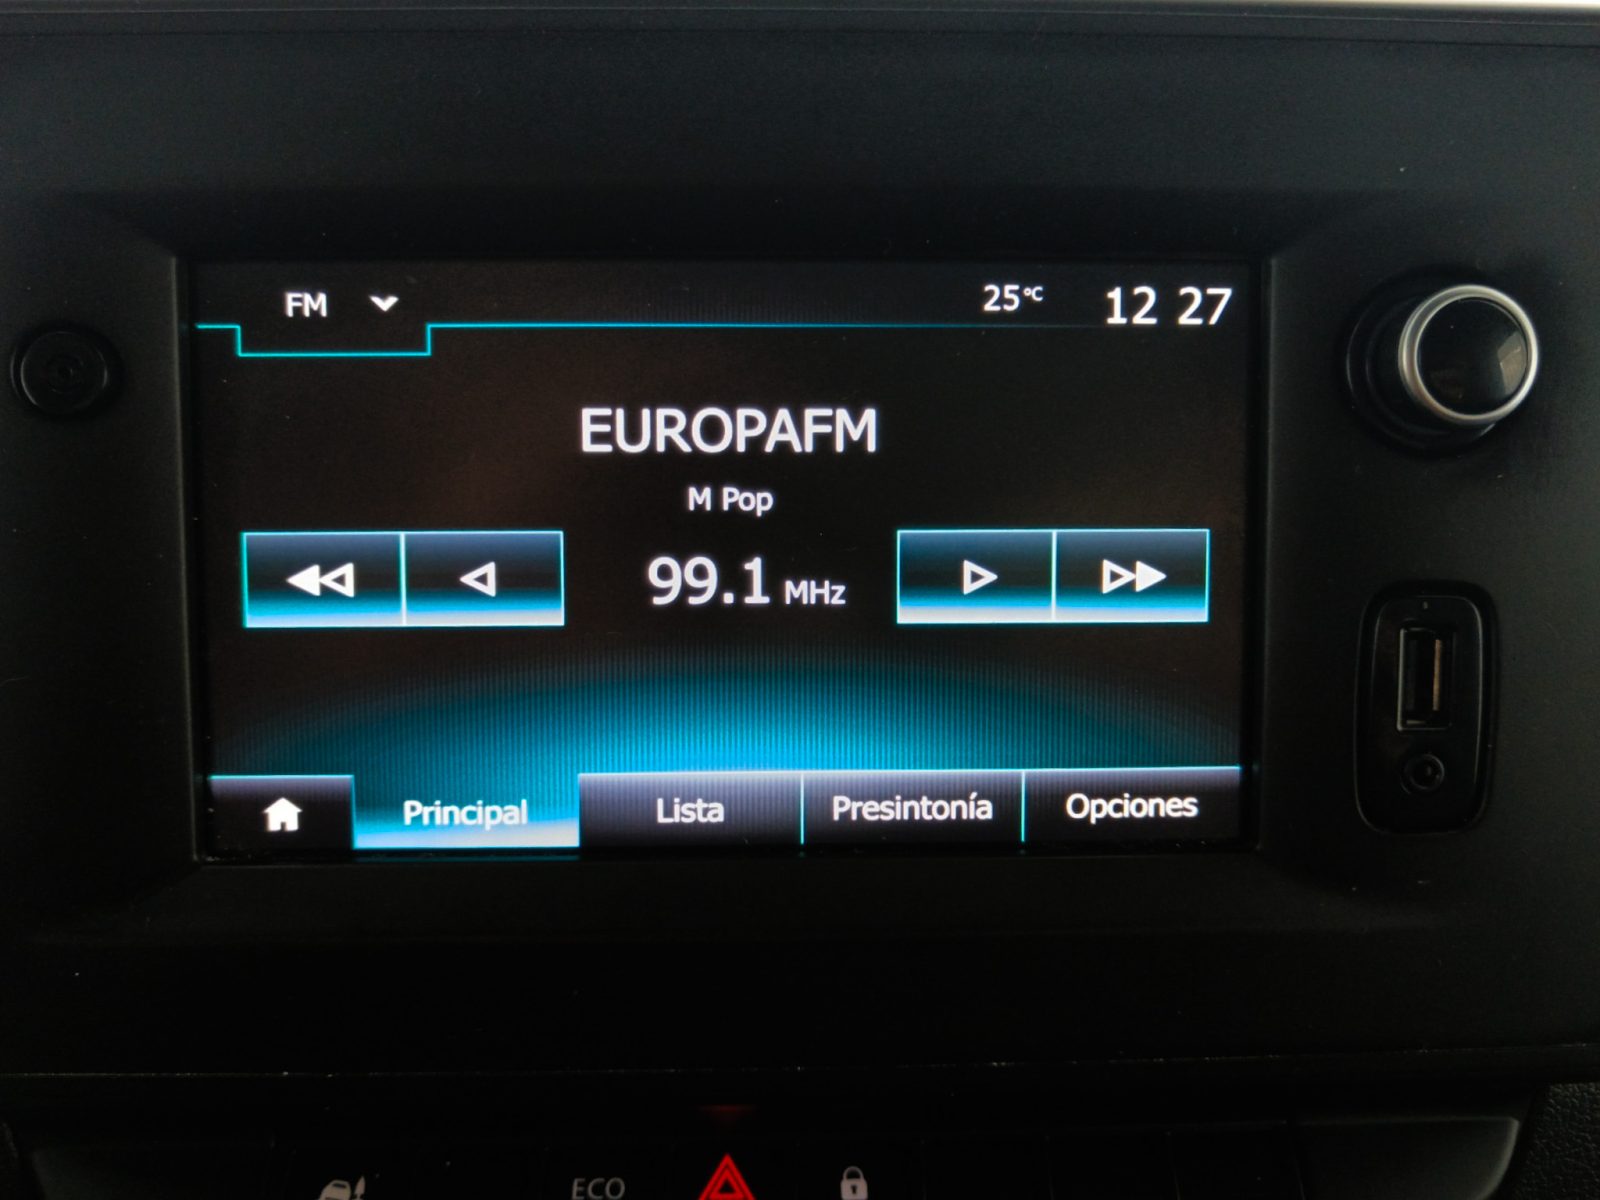 FM 25°C 12 27
EUROPAFM
M Pop
99.1 MHz
Principal Lista Presintonía Opciones
ECO